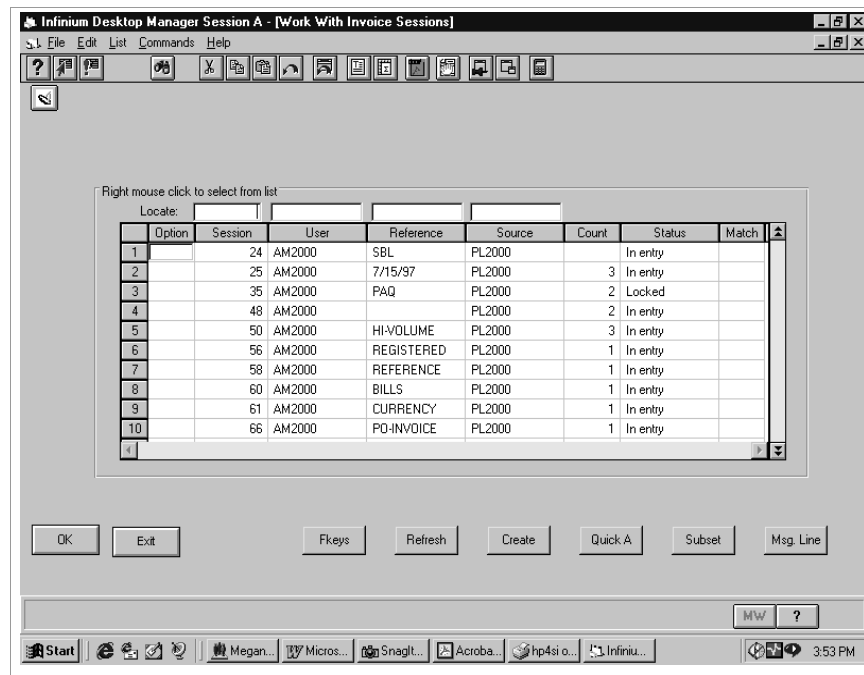 Infinium Desktop Manager Session A - [Work With Invoice Sessions]
File Edit List Commands Help
Right mouse click to select from list
Locate:
Option Session User Reference Source Count Status Match
1 24 AM2000 SBL PL2000 In entry
2 25 AM2000 7/15/97 PL2000 3 In entry
3 35 AM2000 PAQ PL2000 2 Locked
4 48 AM2000 PL2000 2 In entry
5 50 AM2000 HI-VOLUME PL2000 3 In entry
6 56 AM2000 REGISTERED PL2000 1 In entry
7 58 AM2000 REFERENCE PL2000 1 In entry
8 60 AM2000 BILLS PL2000 1 In entry
9 61 AM2000 CURRENCY PL2000 1 In entry
10 66 AM2000 PO-INVOICE PL2000 1 In entry
OK Exit Fkeys Refresh Create Quick A Subset Msg. Line
MW ?
Start Megan... Micros... SnagIt... Acroba... hp4si o... Infiniu... 3:53 PM